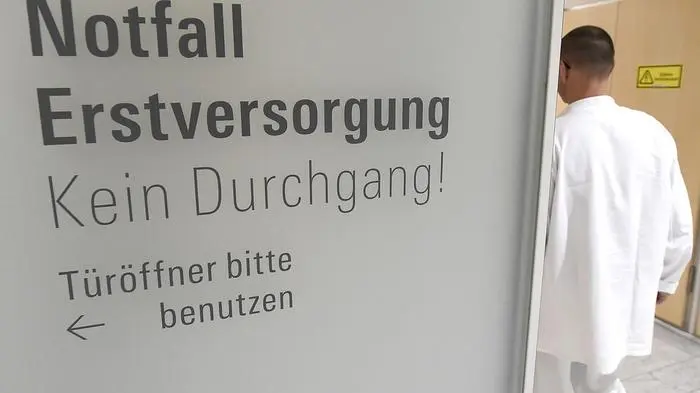 Notfall
Erstversorgung
Kein Durchgang!
Türöffner bitte
← benutzen